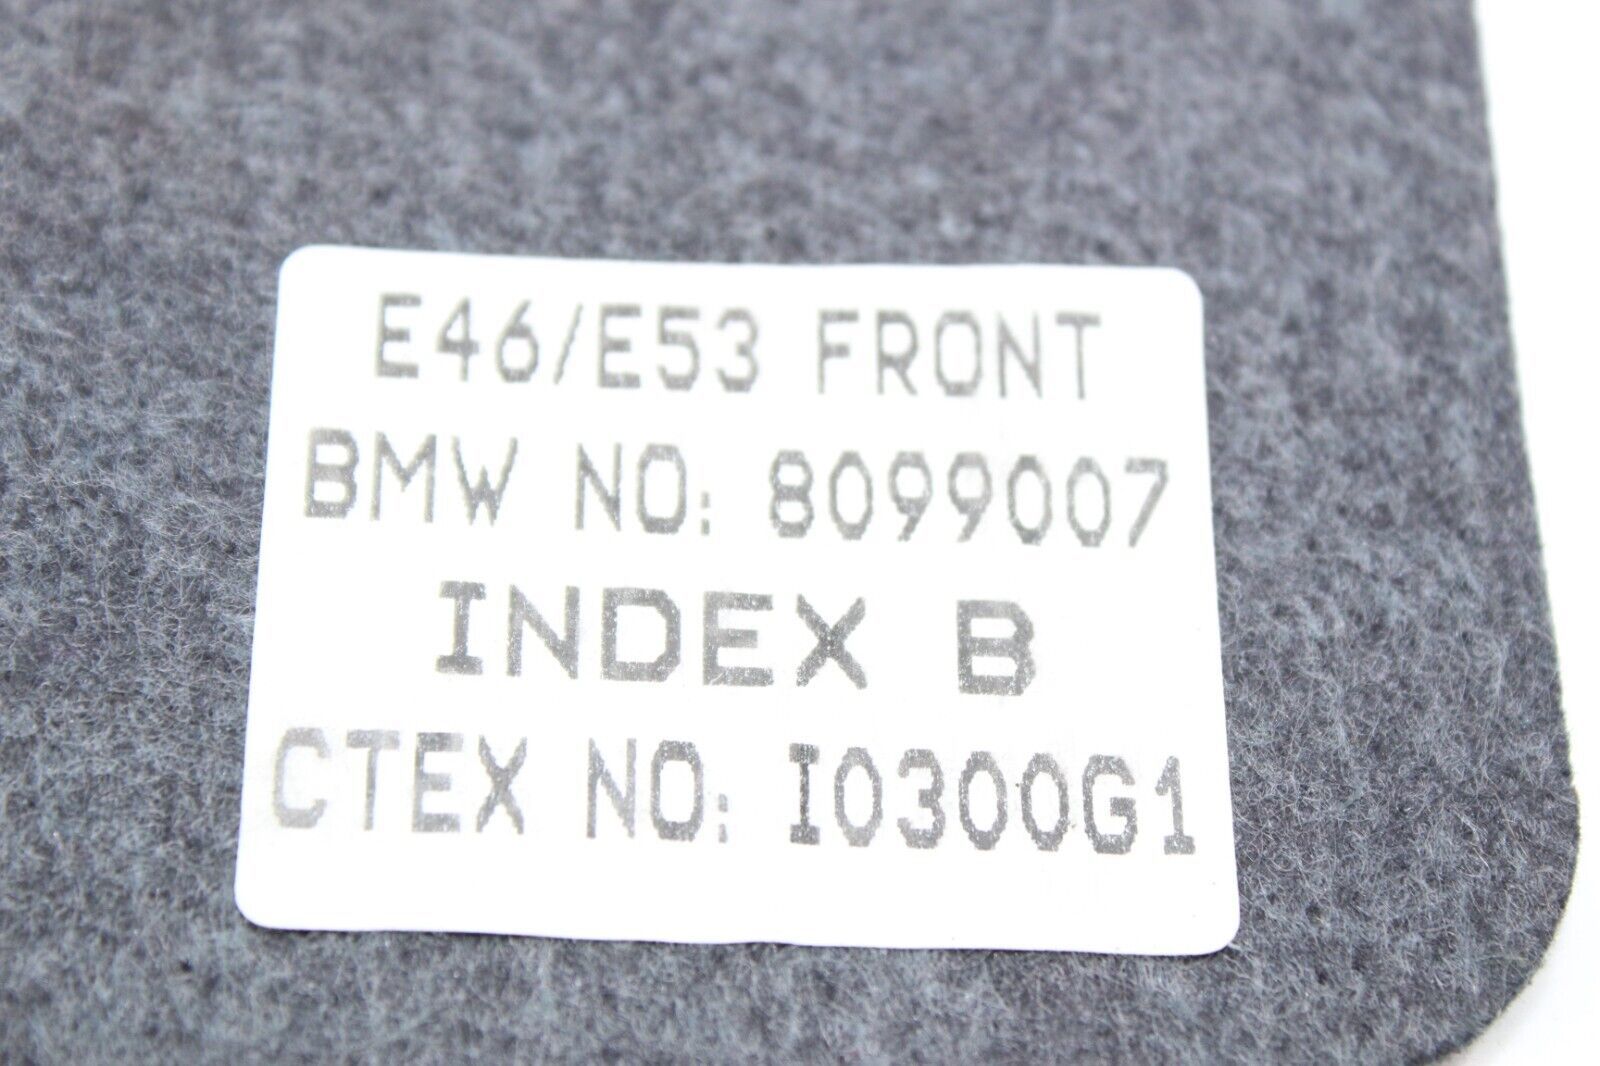 E46/E53 FRONT
BMW NO: 8099007
INDEX B
CTEX NO: I0300G1